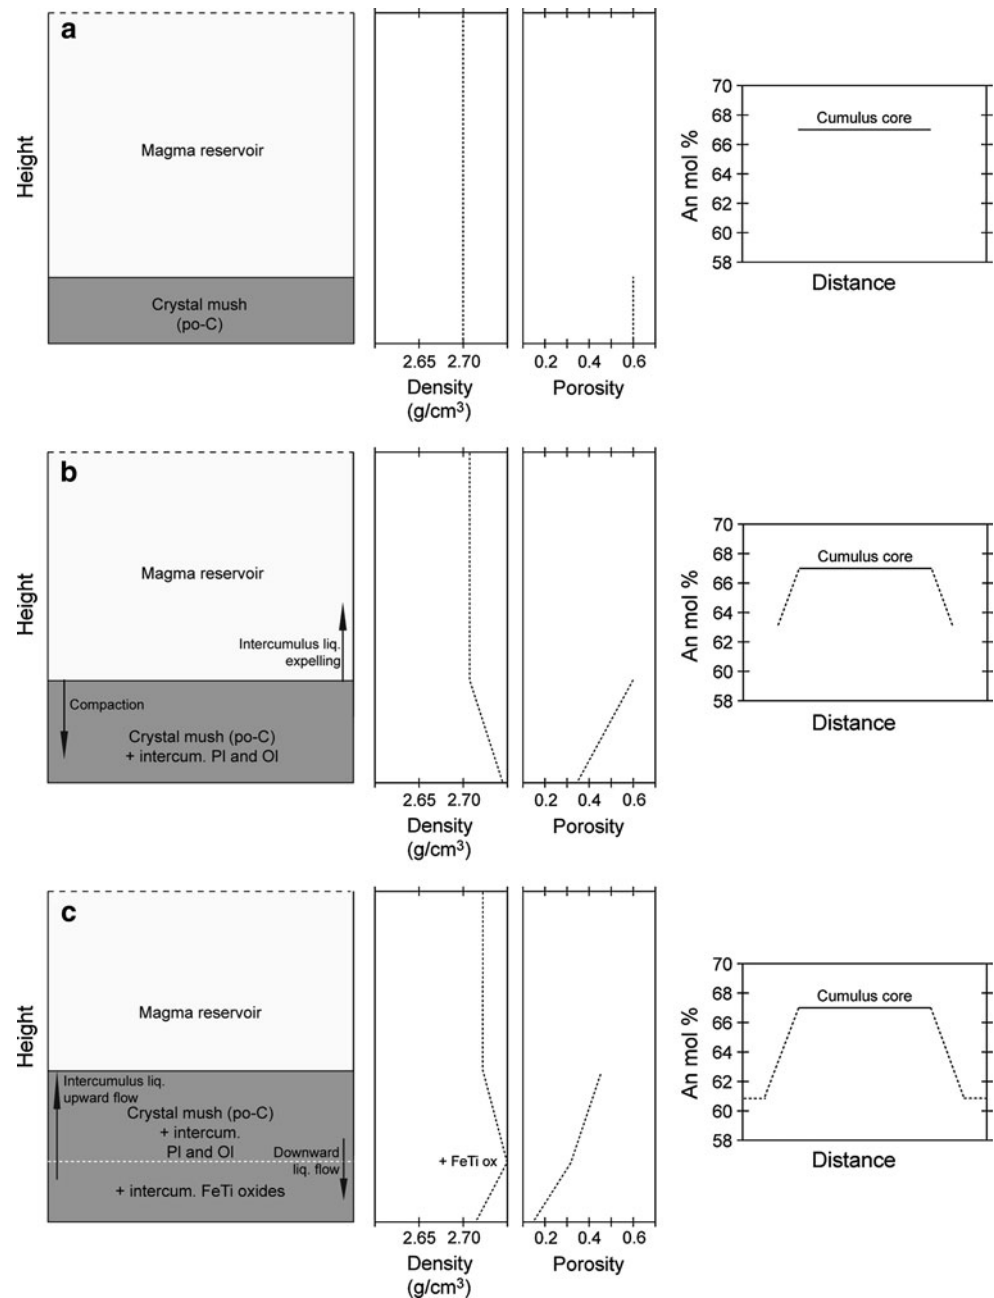 a
Height
Magma reservoir
Crystal mush
(po-C)
2.65 2.70
Density
(g/cm³)
0.2 0.4 0.6
Porosity
An mol %
70
68
66
64
62
60
58
Cumulus core
Distance
b
Height
Magma reservoir
Intercumulus liq.
expelling
Compaction
Crystal mush (po-C)
+ intercum. Pl and Ol
2.65 2.70
Density
(g/cm³)
0.2 0.4 0.6
Porosity
An mol %
70
68
66
64
62
60
58
Cumulus core
Distance
c
Height
Magma reservoir
Intercumulus liq.
upward flow
Crystal mush (po-C)
+ intercum.
Pl and Ol
Downward
liq. flow
+ intercum. FeTi oxides
+ FeTi ox
2.65 2.70
Density
(g/cm³)
0.2 0.4 0.6
Porosity
An mol %
70
68
66
64
62
60
58
Cumulus core
Distance